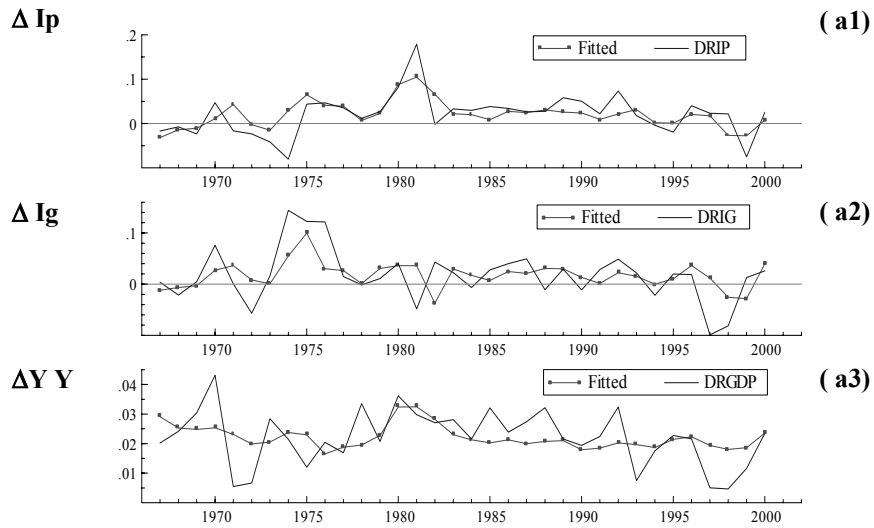 Δ Ip
Fitted DRIP
( a1)
.2
.1
0
1970 1975 1980 1985 1990 1995 2000
Δ Ig
Fitted DRIG
( a2)
.1
0
1970 1975 1980 1985 1990 1995 2000
ΔY Y
Fitted DRGDP
( a3)
.04
.03
.02
.01
1970 1975 1980 1985 1990 1995 2000